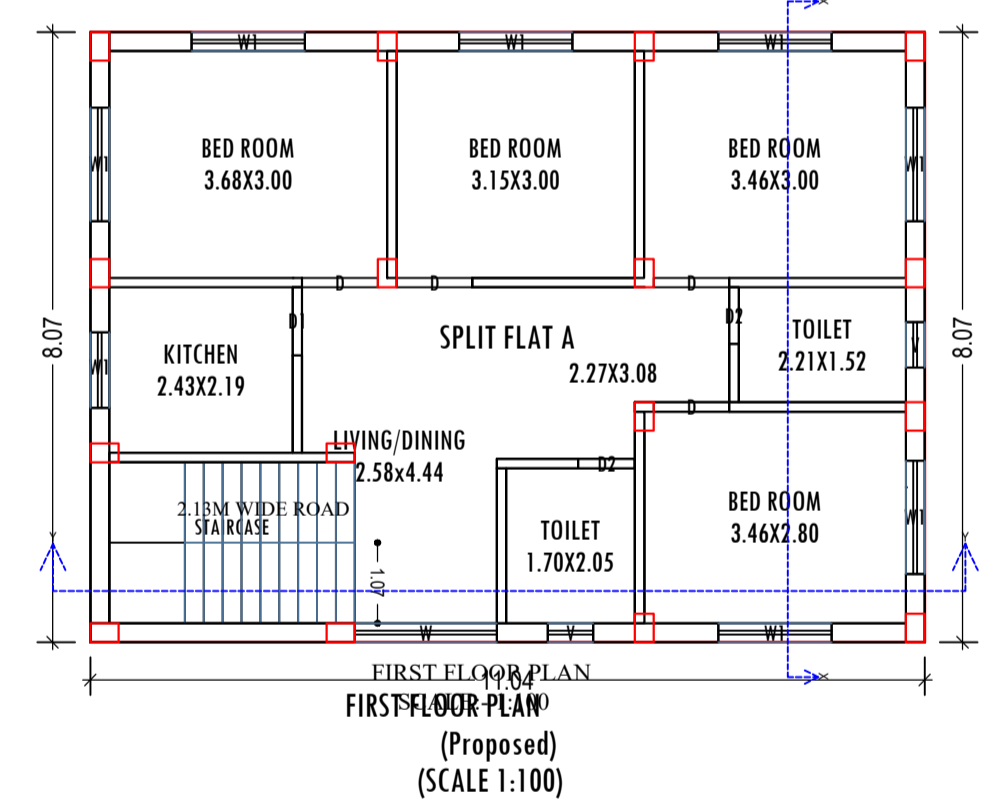 W1 W1 W1
BED ROOM
3.68X3.00
BED ROOM
3.15X3.00
BED ROOM
3.46X3.00
W1
W1
D D D
8.07
D1
KITCHEN
2.43X2.19
W1
SPLIT FLAT A
2.27X3.08
D2
TOILET
2.21X1.52
V
8.07
D
LIVING/DINING
2.58x4.44
2.13M WIDE ROAD
STAIRCASE
1.07
D2
TOILET
1.70X2.05
BED ROOM
3.46X2.80
W1
W V W1
FIRST FLOOR PLAN
11.04
SCALE:- 1:100
FIRST FLOOR PLAN
(Proposed)
(SCALE 1:100)